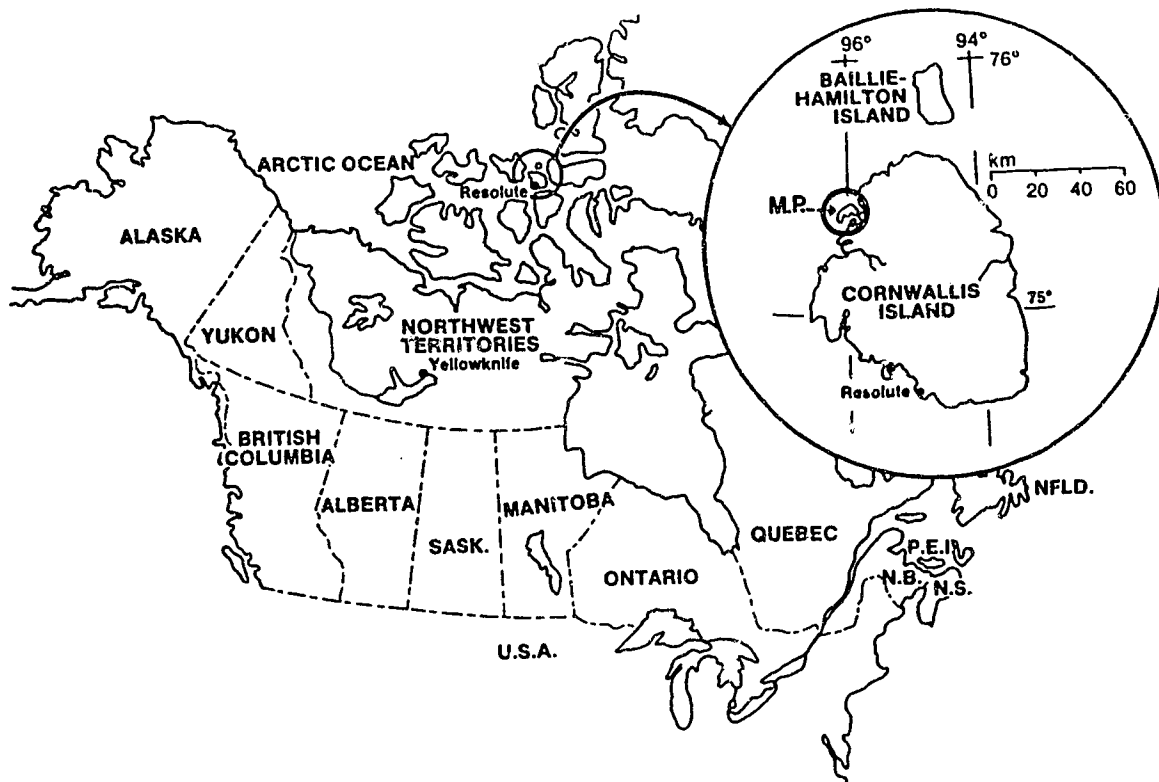 96°
94°
76°
BAILLIE-
HAMILTON
ISLAND
km
0 20 40 60
M.P.
CORNWALLIS
ISLAND
75°
Resolute
ARCTIC OCEAN
Resolute
ALASKA
YUKON
NORTHWEST
TERRITORIES
Yellowknife
BRITISH
COLUMBIA
ALBERTA
SASK.
MANITOBA
ONTARIO
QUEBEC
NFLD.
P.E.I.
N.B.
N.S.
U.S.A.